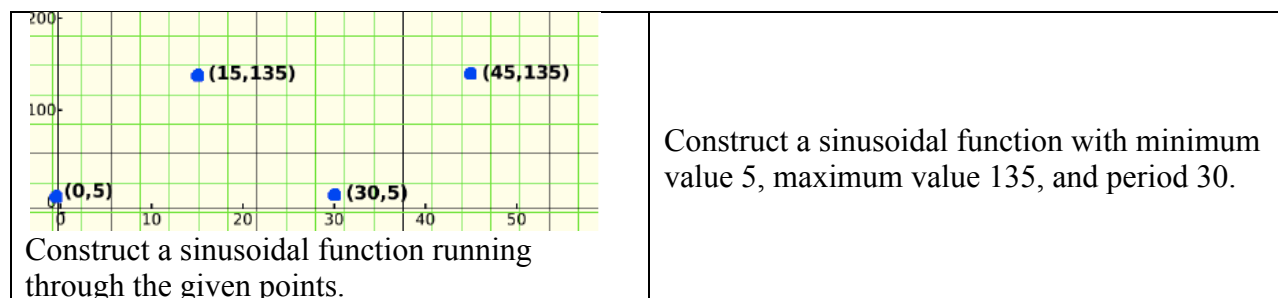 200
(15,135) (45,135)
100
(0,5) (30,5)
0
0 10 20 30 40 50
Construct a sinusoidal function running
through the given points.
Construct a sinusoidal function with minimum
value 5, maximum value 135, and period 30.